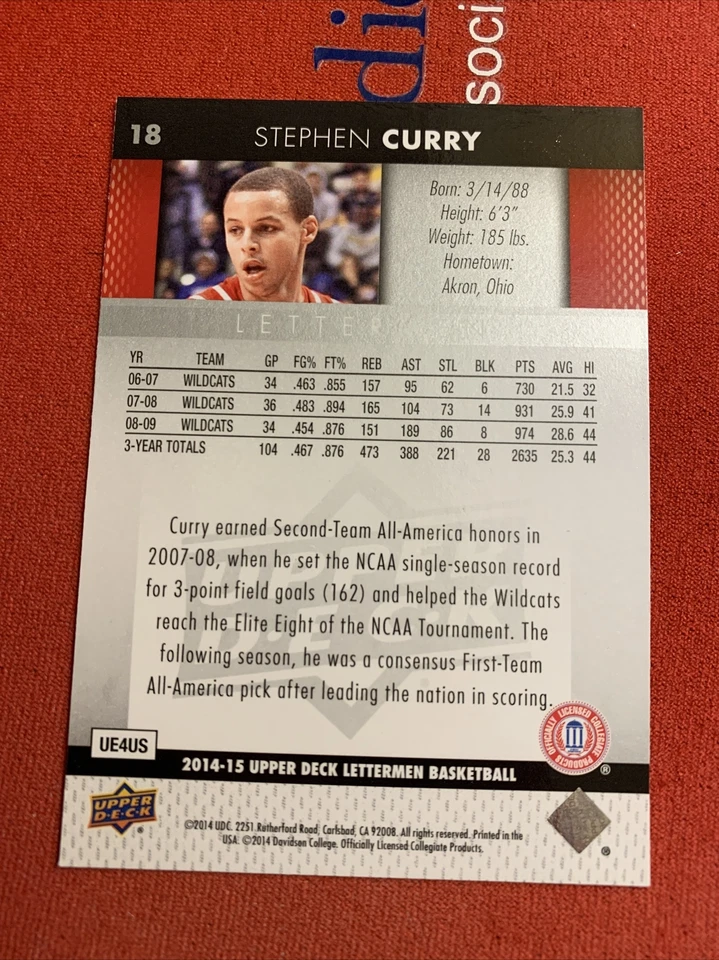 dic
soci
18 STEPHEN CURRY
Born: 3/14/88
Height: 6'3"
Weight: 185 lbs.
Hometown:
Akron, Ohio
YR TEAM GP FG% FT% REB AST STL BLK PTS AVG HI
06-07 WILDCATS 34 .463 .855 157 95 62 6 730 21.5 32
07-08 WILDCATS 36 .483 .894 165 104 73 14 931 25.9 41
08-09 WILDCATS 34 .454 .876 151 189 86 8 974 28.6 44
3-YEAR TOTALS 104 .467 .876 473 388 221 28 2635 25.3 44
UPPER
DECK
Curry earned Second-Team All-America honors in
2007-08, when he set the NCAA single-season record
for 3-point field goals (162) and helped the Wildcats
reach the Elite Eight of the NCAA Tournament. The
following season, he was a consensus First-Team
All-America pick after leading the nation in scoring.
OFFICIALLY LICENSED COLLEGIATE PRODUCTS ®
UE4US
2014-15 UPPER DECK LETTERMEN BASKETBALL
UPPER
D·E·C·K ®
©2014 UDC. 2251 Rutherford Road, Carlsbad, CA 92008. All rights reserved. Printed in the
USA. ©2014 Davidson College. Officially Licensed Collegiate Products.
®